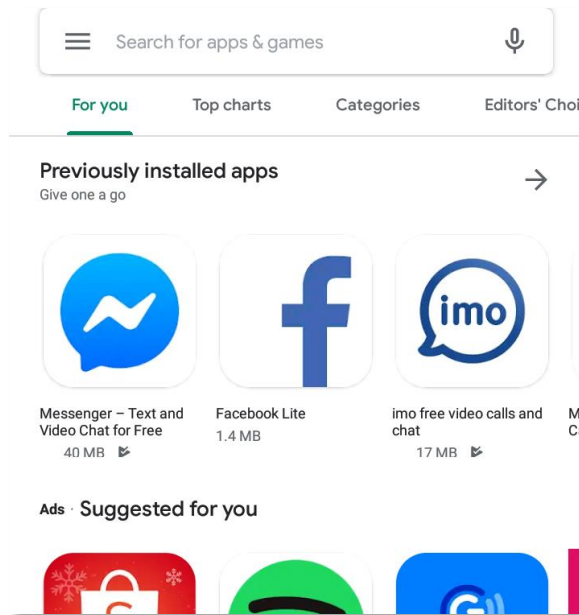 Search for apps & games
For you Top charts Categories Editors' Choi
Previously installed apps
Give one a go
imo
Messenger – Text and
Video Chat for Free
40 MB
Facebook Lite
1.4 MB
imo free video calls and
chat
17 MB
M
C
Ads · Suggested for you